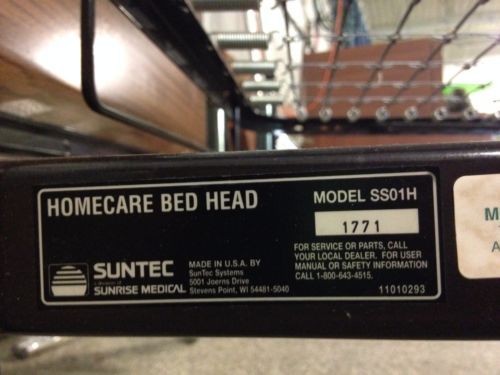 HOMECARE BED HEAD
MODEL SS01H
1771
FOR SERVICE OR PARTS, CALL
YOUR LOCAL DEALER. FOR USER
MANUAL OR SAFETY INFORMATION
CALL 1-800-643-4515.
11010293
SUNTEC
a division of
SUNRISE MEDICAL
MADE IN U.S.A. BY
SunTec Systems
5001 Joerns Drive
Stevens Point, WI 54481-5040
M
A